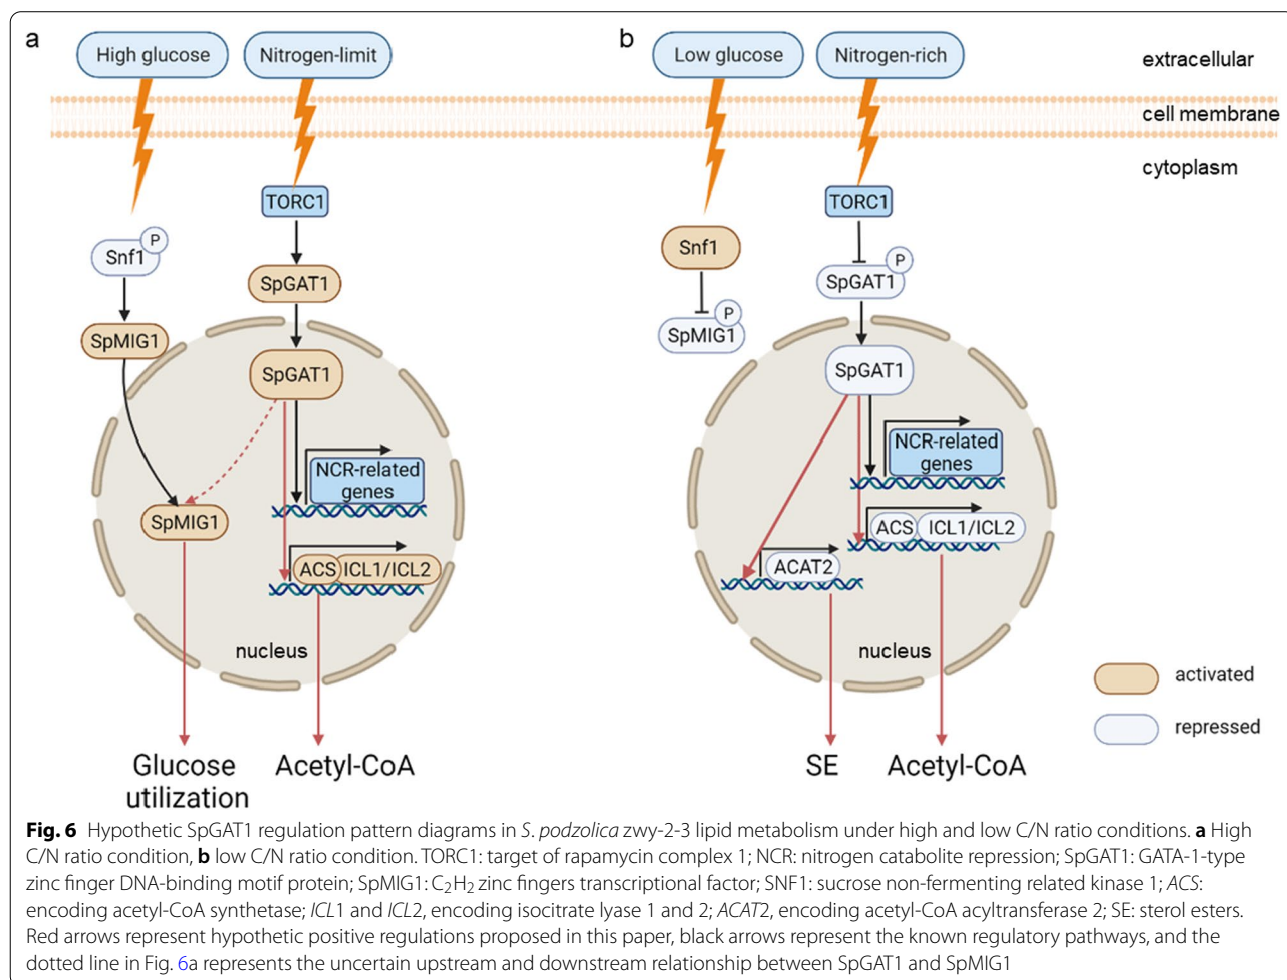 a
High glucose
Nitrogen-limit
TORC1
Snf1
P
SpGAT1
SpMIG1
SpGAT1
NCR-related
genes
SpMIG1
ACS
ICL1/ICL2
nucleus
Glucose
utilization
Acetyl-CoA
b
Low glucose
Nitrogen-rich
extracellular
cell membrane
cytoplasm
TORC1
Snf1
P
SpGAT1
P
SpMIG1
SpGAT1
NCR-related
genes
ACS
ICL1/ICL2
ACAT2
nucleus
SE
Acetyl-CoA
activated
repressed
Fig. 6 Hypothetic SpGAT1 regulation pattern diagrams in S. podzolica zwy-2-3 lipid metabolism under high and low C/N ratio conditions. a High
C/N ratio condition, b low C/N ratio condition. TORC1: target of rapamycin complex 1; NCR: nitrogen catabolite repression; SpGAT1: GATA-1-type
zinc finger DNA-binding motif protein; SpMIG1: C₂H₂ zinc fingers transcriptional factor; SNF1: sucrose non-fermenting related kinase 1; ACS:
encoding acetyl-CoA synthetase; ICL1 and ICL2, encoding isocitrate lyase 1 and 2; ACAT2, encoding acetyl-CoA acyltransferase 2; SE: sterol esters.
Red arrows represent hypothetic positive regulations proposed in this paper, black arrows represent the known regulatory pathways, and the
dotted line in Fig. 6a represents the uncertain upstream and downstream relationship between SpGAT1 and SpMIG1